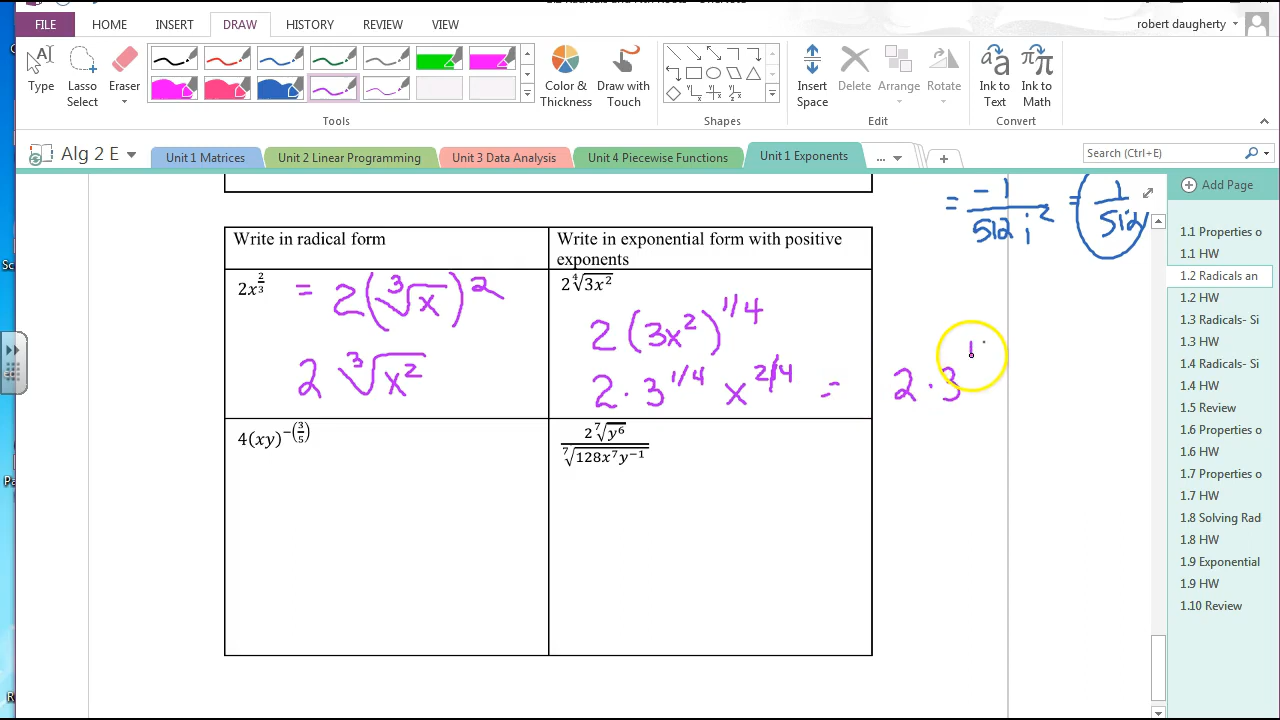 FILE HOME INSERT DRAW HISTORY REVIEW VIEW robert daugherty
Type Lasso Select Eraser Color & Thickness Draw with Touch Insert Space Delete Arrange Rotate Ink to Text Ink to Math
Tools Shapes Edit Convert
Alg 2 E Unit 1 Matrices Unit 2 Linear Programming Unit 3 Data Analysis Unit 4 Piecewise Functions Unit 1 Exponents ... Search (Ctrl+E)
Add Page
1.1 Properties o
1.1 HW
1.2 Radicals an
1.2 HW
1.3 Radicals- Si
1.3 HW
1.4 Radicals- Si
1.4 HW
1.5 Review
1.6 Properties o
1.6 HW
1.7 Properties o
1.7 HW
1.8 Solving Rad
1.8 HW
1.9 Exponential
1.9 HW
1.10 Review
Write in radical form
Write in exponential form with positive
exponents
2x^(2/3) = 2(∛x)²
2 ∛x²
2∜(3x²)
2 (3x²)^1/4
2 · 3^1/4 x^2/4 = 2 · 3^1
4(xy)^−(3/5)
2 ⁷√y⁶ / ⁷√(128x⁷y⁻¹)